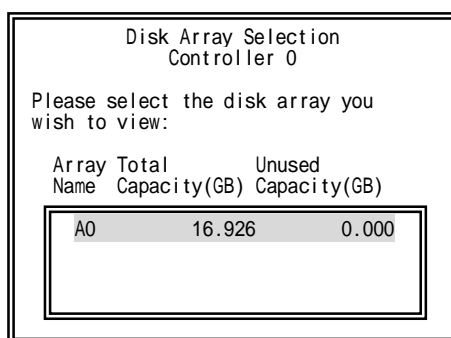 Disk Array Selection
Controller 0
Please select the disk array you
wish to view:
Array Total Unused
Name Capacity(GB) Capacity(GB)
A0 16.926 0.000